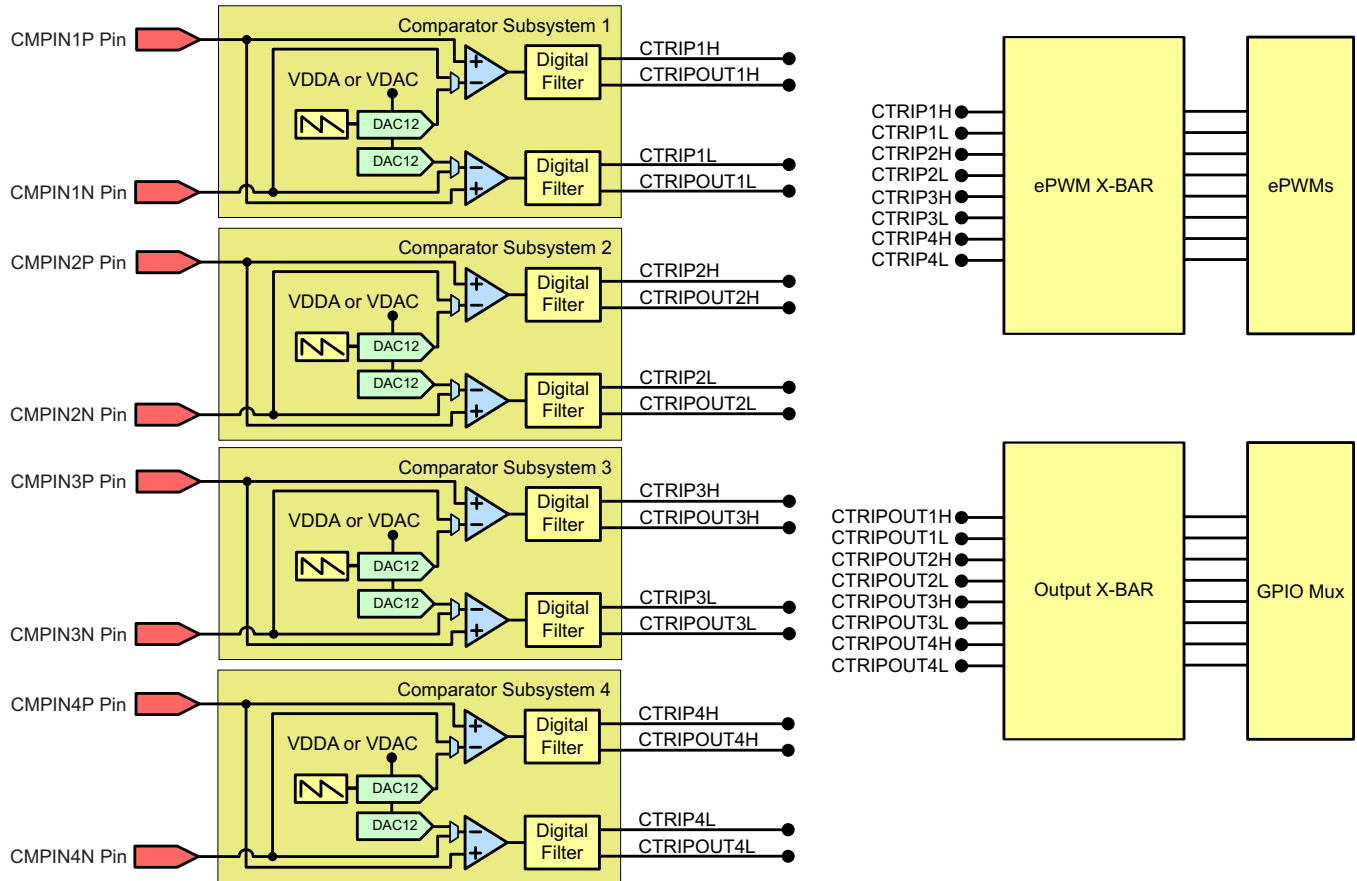 Comparator Subsystem 1
CMPIN1P Pin
VDDA or VDAC
DAC12
DAC12
Digital
Filter
CTRIP1H
CTRIPOUT1H
CMPIN1N Pin
Digital
Filter
CTRIP1L
CTRIPOUT1L
Comparator Subsystem 2
CMPIN2P Pin
VDDA or VDAC
DAC12
DAC12
Digital
Filter
CTRIP2H
CTRIPOUT2H
CMPIN2N Pin
Digital
Filter
CTRIP2L
CTRIPOUT2L
Comparator Subsystem 3
CMPIN3P Pin
VDDA or VDAC
DAC12
DAC12
Digital
Filter
CTRIP3H
CTRIPOUT3H
CMPIN3N Pin
Digital
Filter
CTRIP3L
CTRIPOUT3L
Comparator Subsystem 4
CMPIN4P Pin
VDDA or VDAC
DAC12
DAC12
Digital
Filter
CTRIP4H
CTRIPOUT4H
CMPIN4N Pin
Digital
Filter
CTRIP4L
CTRIPOUT4L
CTRIP1H
CTRIP1L
CTRIP2H
CTRIP2L
CTRIP3H
CTRIP3L
CTRIP4H
CTRIP4L
ePWM X-BAR
ePWMs
CTRIPOUT1H
CTRIPOUT1L
CTRIPOUT2H
CTRIPOUT2L
CTRIPOUT3H
CTRIPOUT3L
CTRIPOUT4H
CTRIPOUT4L
Output X-BAR
GPIO Mux